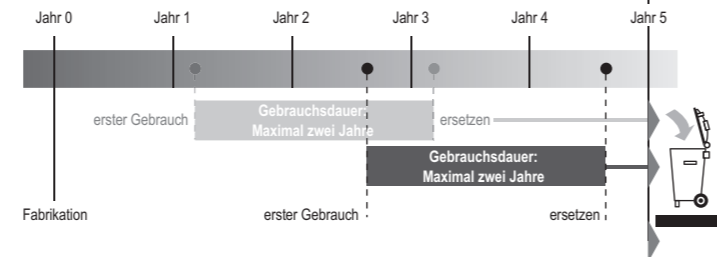 Jahr 0 Jahr 1 Jahr 2 Jahr 3 Jahr 4 Jahr 5
erster Gebrauch Gebrauchsdauer: ersetzen
Maximal zwei Jahre
Gebrauchsdauer:
Maximal zwei Jahre
Fabrikation erster Gebrauch ersetzen